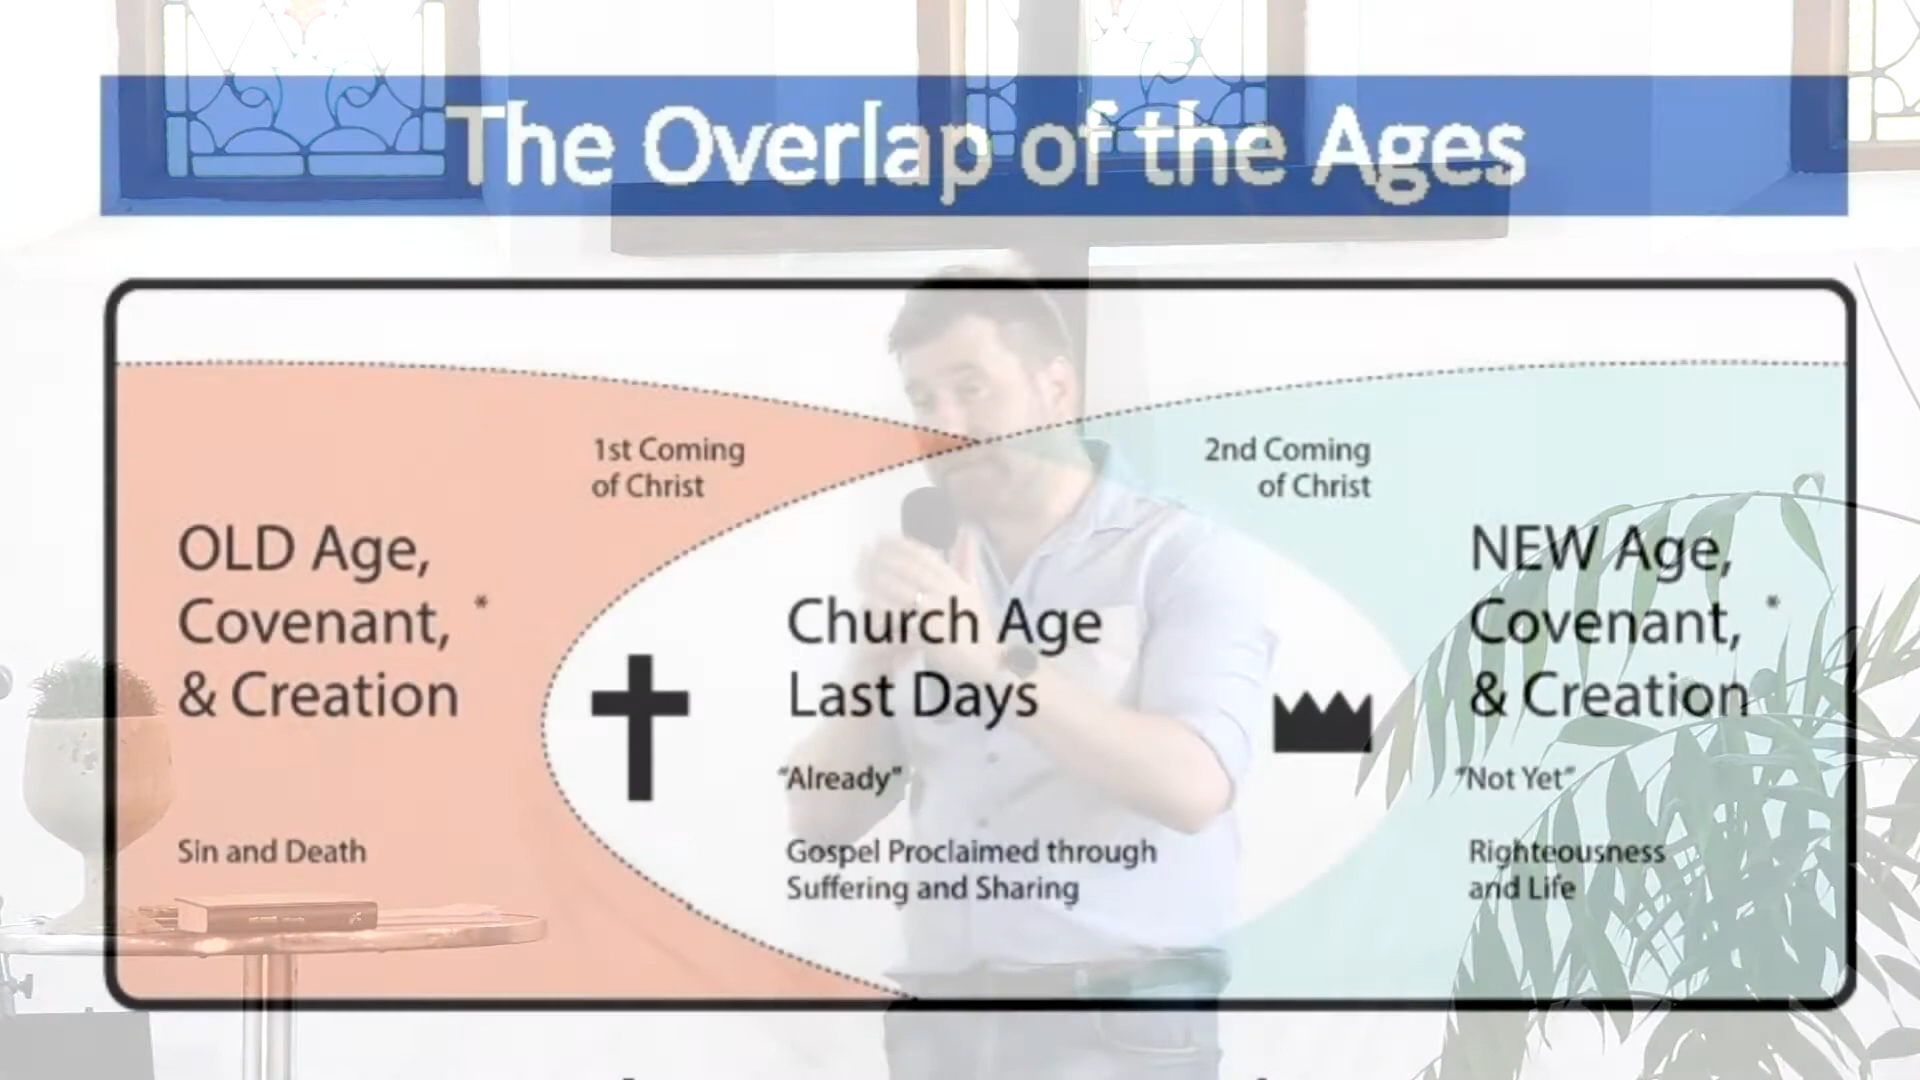 The Overlap of the Ages
1st Coming
of Christ
2nd Coming
of Christ
OLD Age,
Covenant, *
& Creation
Sin and Death
Church Age
Last Days
"Already"
Gospel Proclaimed through
Suffering and Sharing
NEW Age,
Covenant, *
& Creation
"Not Yet"
Righteousness
and Life